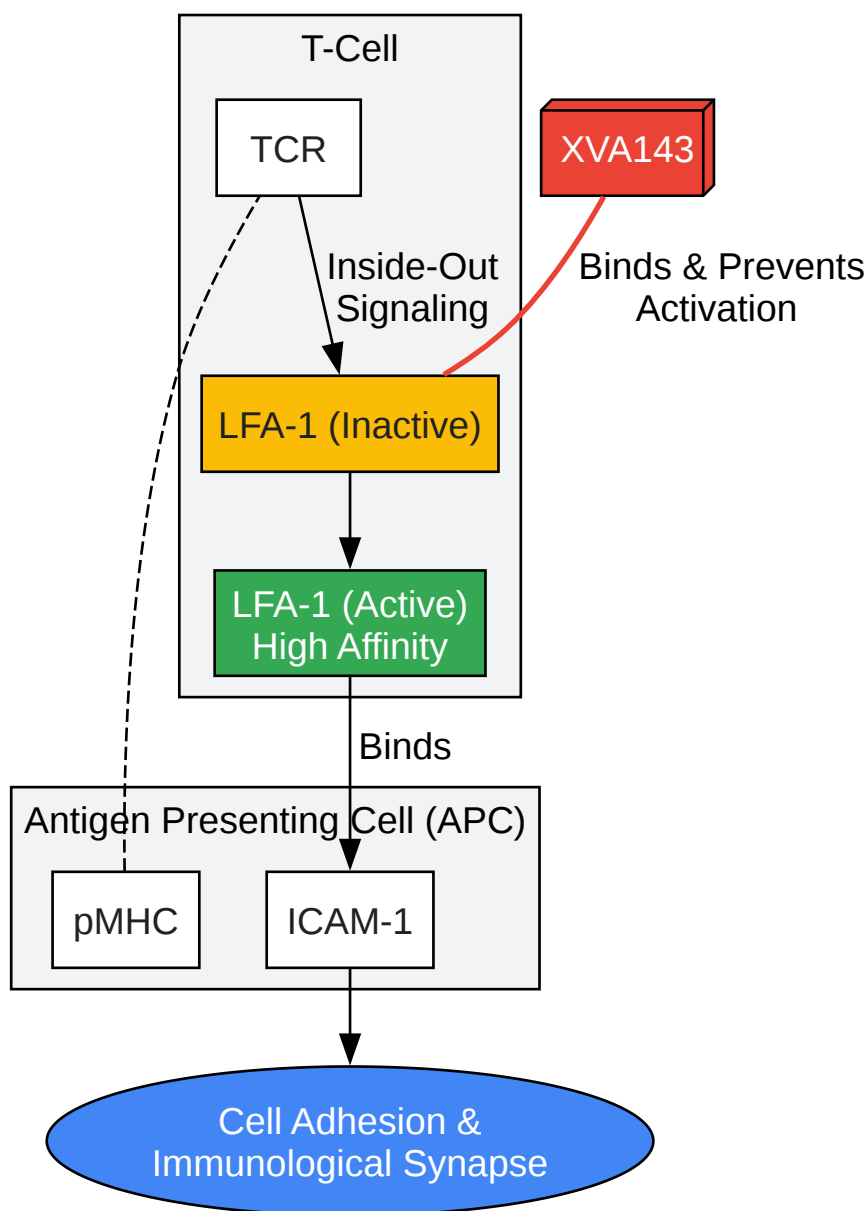 T-Cell
TCR
XVA143
Inside-Out
Signaling
Binds & Prevents
Activation
LFA-1 (Inactive)
LFA-1 (Active)
High Affinity
Binds
Antigen Presenting Cell (APC)
pMHC
ICAM-1
Cell Adhesion &
Immunological Synapse